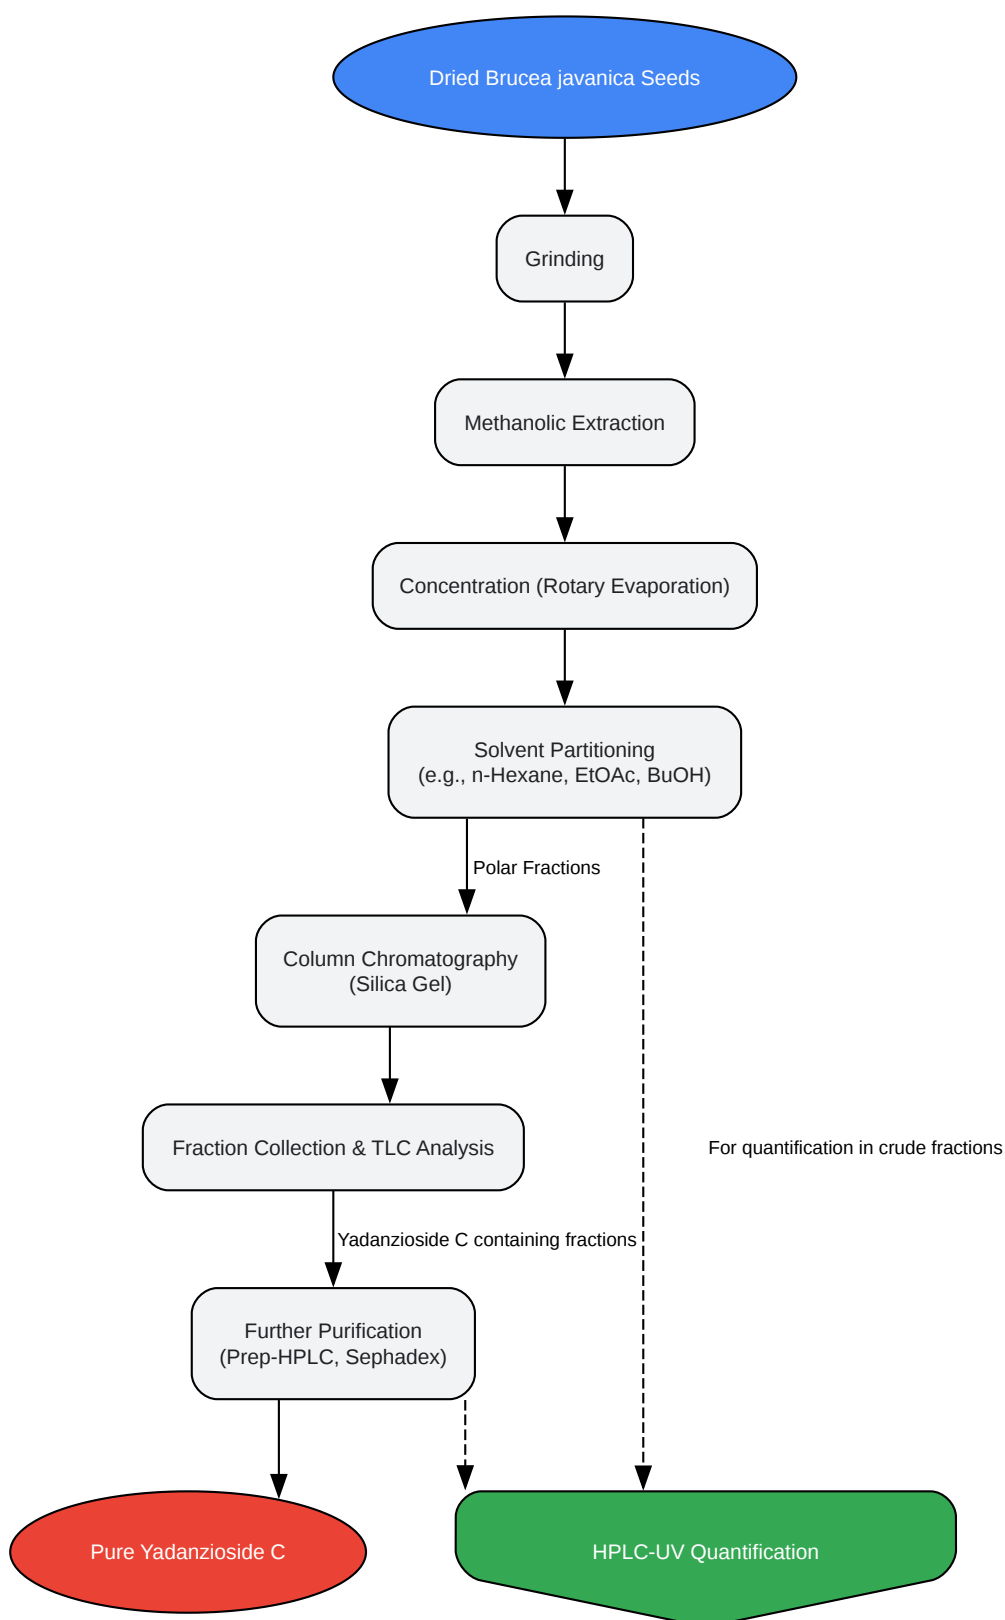 Dried Brucea javanica Seeds
Grinding
Methanolic Extraction
Concentration (Rotary Evaporation)
Solvent Partitioning
(e.g., n-Hexane, EtOAc, BuOH)
Polar Fractions
Column Chromatography
(Silica Gel)
Fraction Collection & TLC Analysis
For quantification in crude fractions
Yadanzioside C containing fractions
Further Purification
(Prep-HPLC, Sephadex)
Pure Yadanzioside C
HPLC-UV Quantification